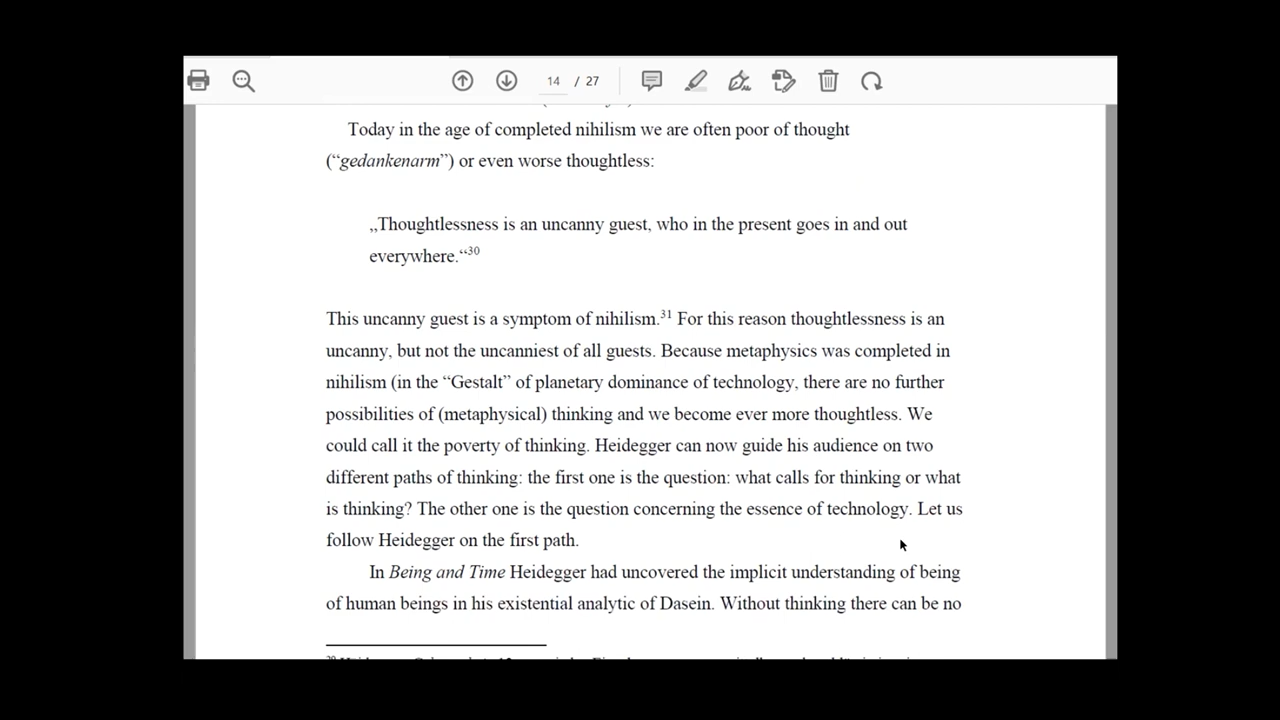 14 / 27
Today in the age of completed nihilism we are often poor of thought
(“gedankenarm”) or even worse thoughtless:
„Thoughtlessness is an uncanny guest, who in the present goes in and out
everywhere.“30
This uncanny guest is a symptom of nihilism.31 For this reason thoughtlessness is an
uncanny, but not the uncanniest of all guests. Because metaphysics was completed in
nihilism (in the “Gestalt” of planetary dominance of technology, there are no further
possibilities of (metaphysical) thinking and we become ever more thoughtless. We
could call it the poverty of thinking. Heidegger can now guide his audience on two
different paths of thinking: the first one is the question: what calls for thinking or what
is thinking? The other one is the question concerning the essence of technology. Let us
follow Heidegger on the first path.
In Being and Time Heidegger had uncovered the implicit understanding of being
of human beings in his existential analytic of Dasein. Without thinking there can be no